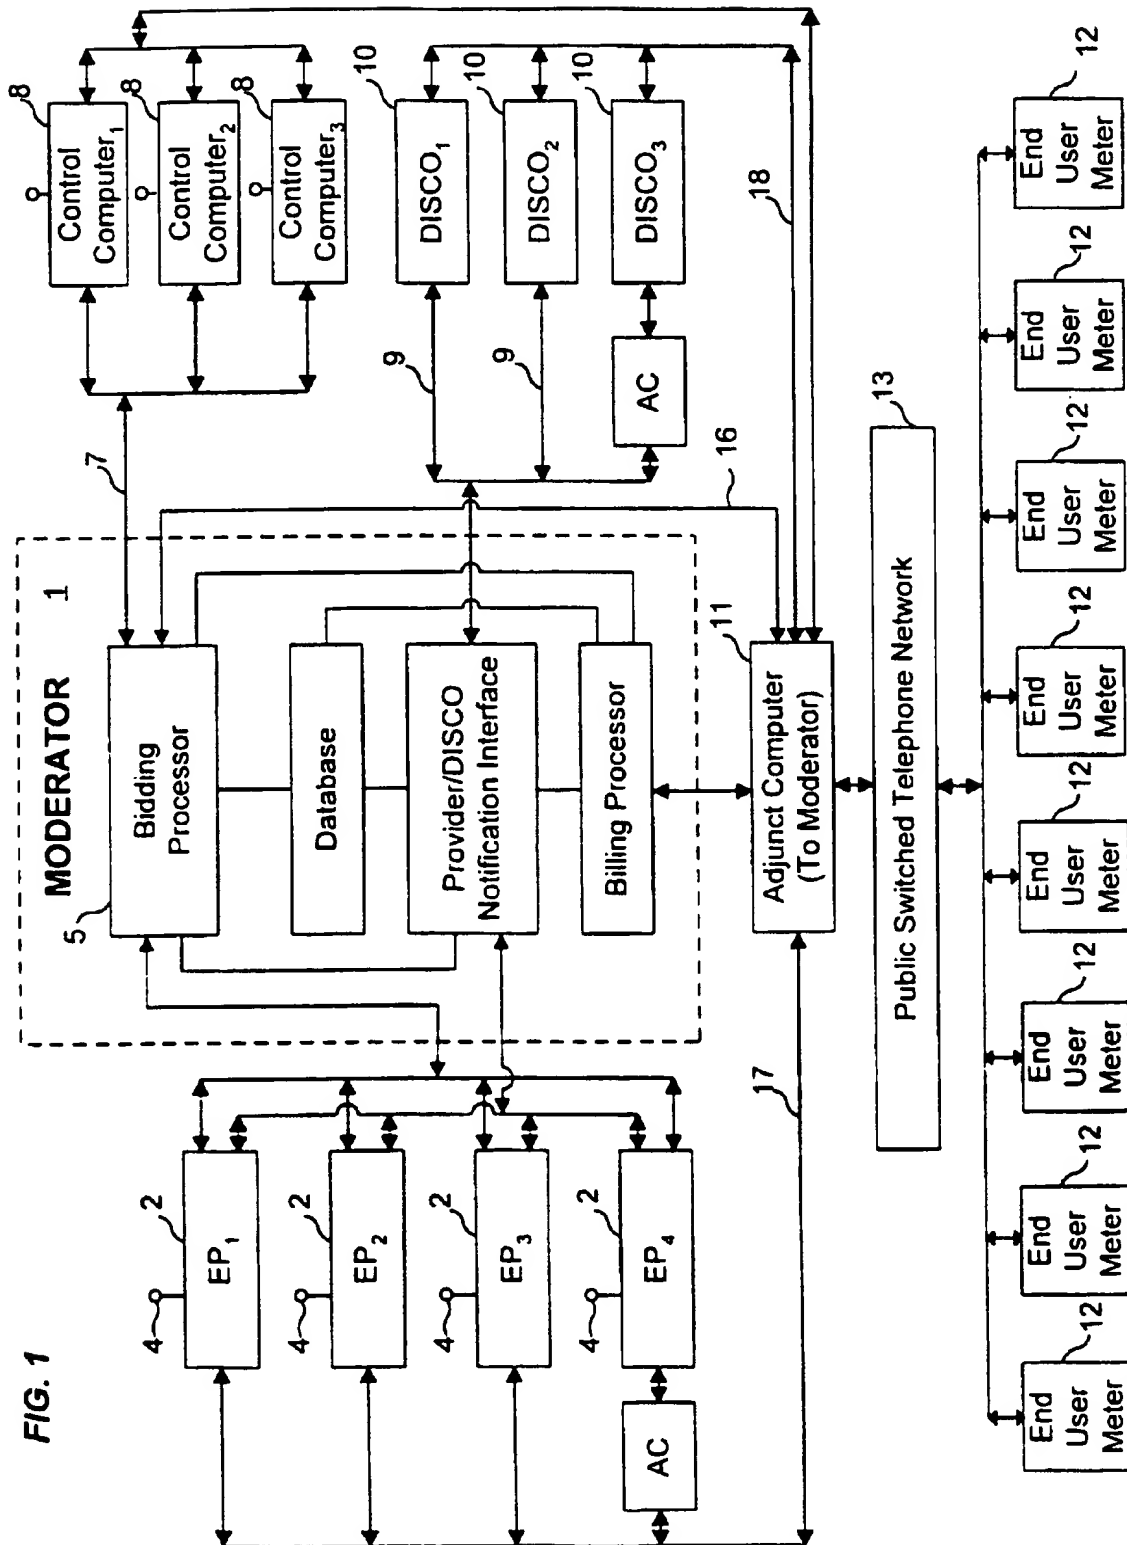 FIG. 1
MODERATOR
1
5
Bidding
Processor
Database
Provider/DISCO
Notification Interface
Billing Processor
4
2
EP1
4
2
EP2
4
2
EP3
4
2
EP4
AC
7
8
Control
Computer1
8
Control
Computer2
8
Control
Computer3
9
9
10
DISCO1
10
DISCO2
10
DISCO3
AC
16
17
18
11
Adjunct Computer
(To Moderator)
13
Public Switched Telephone Network
12
End
User
Meter
12
End
User
Meter
12
End
User
Meter
12
End
User
Meter
12
End
User
Meter
12
End
User
Meter
12
End
User
Meter
12
End
User
Meter